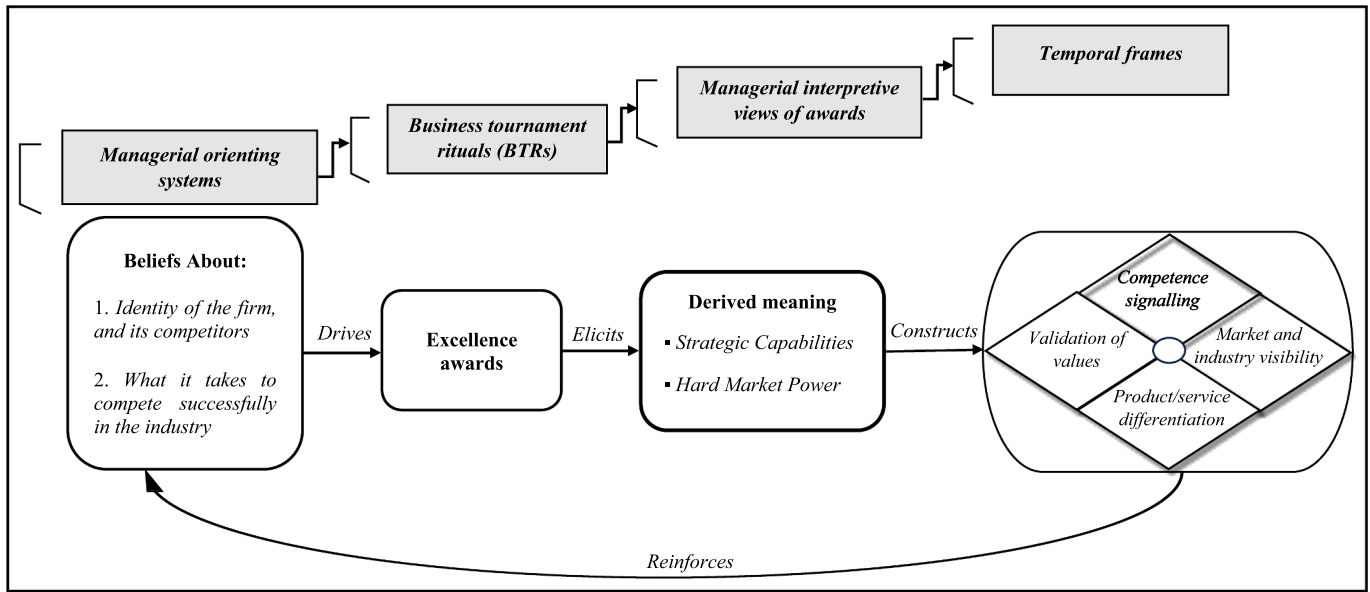 Temporal frames
Managerial interpretive
views of awards
Business tournament
rituals (BTRs)
Managerial orienting
systems
Beliefs About:
1. Identity of the firm,
and its competitors
2. What it takes to
compete successfully
in the industry
Drives
Excellence
awards
Elicits
Derived meaning
▪ Strategic Capabilities
▪ Hard Market Power
Constructs
Competence
signalling
Validation of
values
Market and
industry visibility
Product/service
differentiation
Reinforces